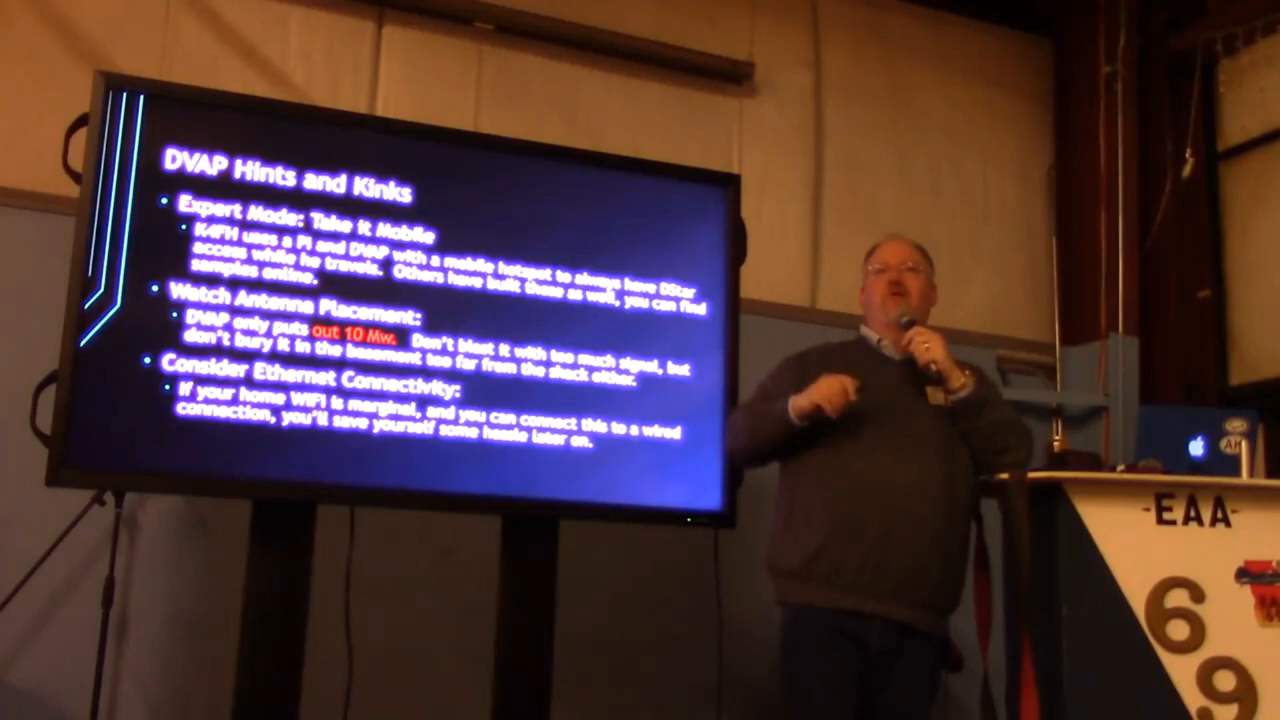 DVAP Hints and Kinks
Expert Mode: Take it Mobile
K4FH uses a PI and DVAP with a mobile hotspot to always have DStar
access while he travels. Others have built these as well, you can find
samples online.
Watch Antenna Placement:
DVAP only puts out 10 Mw. Don't blast it with too much signal, but
don't bury it in the basement too far from the shack either.
Consider Ethernet Connectivity:
If your home WIFI is marginal, and you can connect this to a wired
connection, you'll save yourself some hassle later on.
-EAA-
69